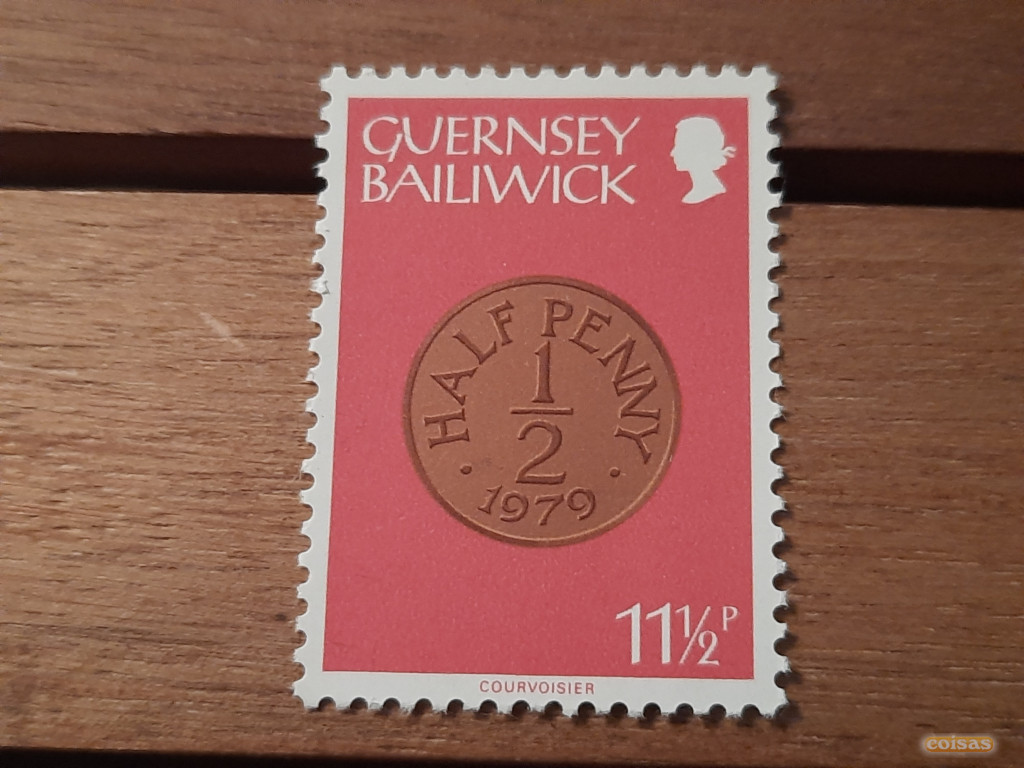 GUERNSEY
BAILIWICK
HALF PENNY
1/2
1979
11½P
COURVOISIER
coisas